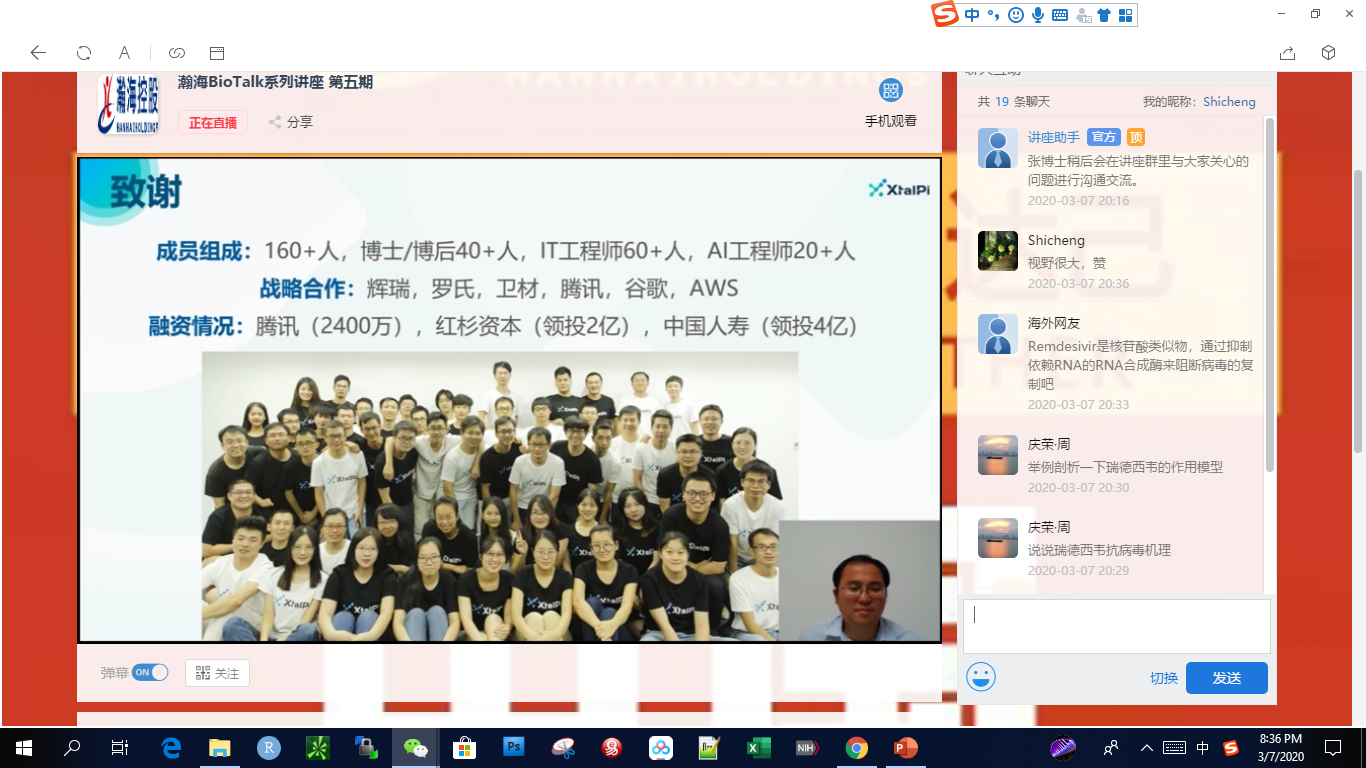 中
A
瀚海控股
HANHAIHOLDINGS
瀚海BioTalk系列讲座 第五期
正在直播
分享
手机观看
致谢
XtalPi
成员组成：160+人，博士/博后40+人，IT工程师60+人，AI工程师20+人
战略合作：辉瑞，罗氏，卫材，腾讯，谷歌，AWS
融资情况：腾讯（2400万），红杉资本（领投2亿），中国人寿（领投4亿）
XtalPi
弹幕 ON
关注
共 19 条聊天
我的昵称：Shicheng
讲座助手 官方 顶
张博士稍后会在讲座群里与大家关心的
问题进行沟通交流。
2020-03-07 20:16
Shicheng
视野很大，赞
2020-03-07 20:36
海外网友
Remdesivir是核苷酸类似物，通过抑制
依赖RNA的RNA合成酶来阻断病毒的复
制吧
2020-03-07 20:33
庆荣·周
举例剖析一下瑞德西韦的作用模型
2020-03-07 20:30
庆荣·周
说说瑞德西韦抗病毒机理
2020-03-07 20:29
切换
发送
R
Ps
NIH
中
8:36 PM
3/7/2020